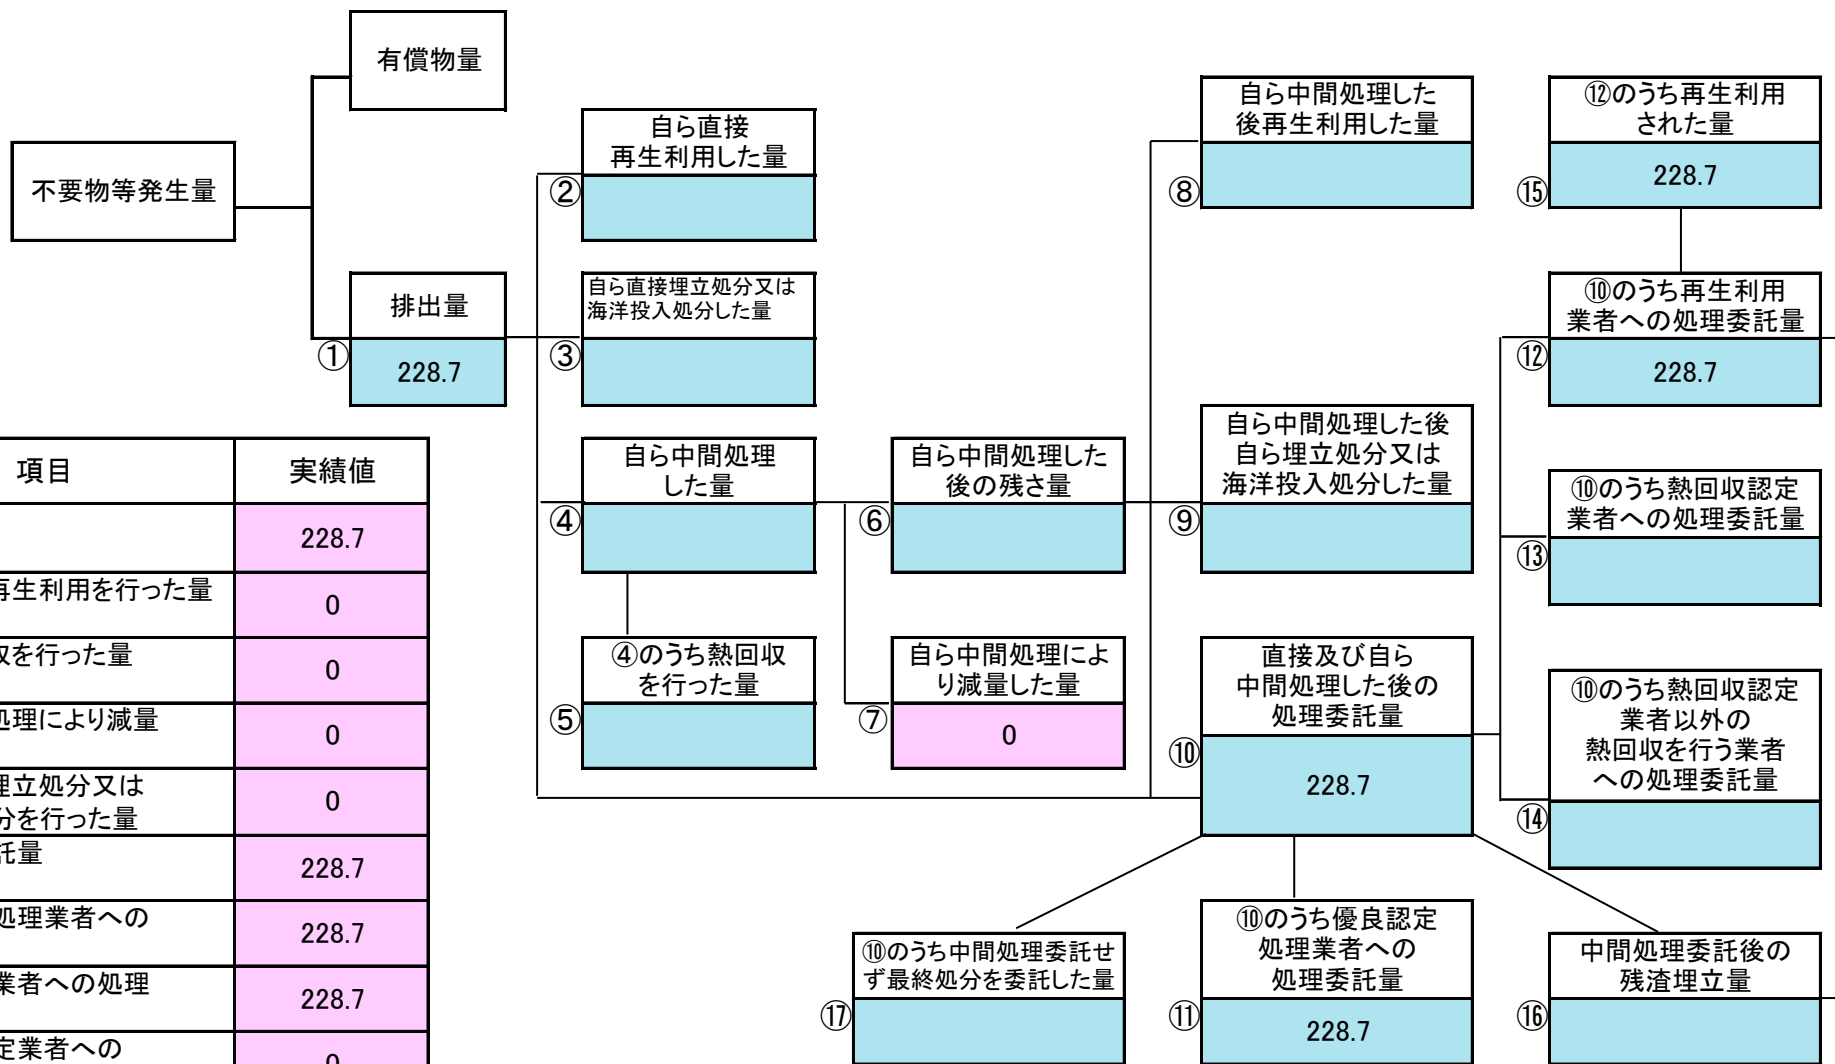 有償物量
不要物等発生量
排出量
①
228.7
自ら直接
再生利用した量
②
自ら直接埋立処分又は
海洋投入処分した量
③
自ら中間処理
した量
④
④のうち熱回収
を行った量
⑤
自ら中間処理した
後の残さ量
⑥
自ら中間処理によ
り減量した量
⑦
0
自ら中間処理した
後再生利用した量
⑧
自ら中間処理した後
自ら埋立処分又は
海洋投入処分した量
⑨
直接及び自ら
中間処理した後の
処理委託量
⑩
228.7
⑩のうち優良認定
処理業者への
処理委託量
⑪
228.7
⑩のうち中間処理委託せ
ず最終処分を委託した量
⑰
⑫のうち再生利用
された量
⑮
228.7
⑩のうち再生利用
業者への処理委託量
⑫
228.7
⑩のうち熱回収認定
業者への処理委託量
⑬
⑩のうち熱回収認定
業者以外の
熱回収を行う業者
への処理委託量
⑭
中間処理委託後の
残渣埋立量
⑯
項目 実績値
228.7
再生利用を行った量
0
収を行った量
0
処理により減量
0
埋立処分又は
分を行った量
0
託量
228.7
処理業者への
228.7
業者への処理
228.7
定業者への
0